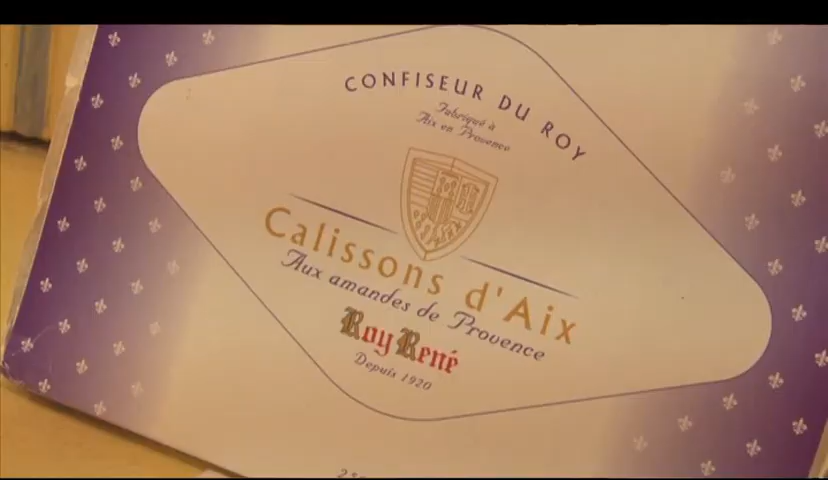 CONFISEUR DU ROY
Fabriqué à
Aix en Provence
Calissons d'Aix
Aux amandes de Provence
Roy René
Depuis 1920